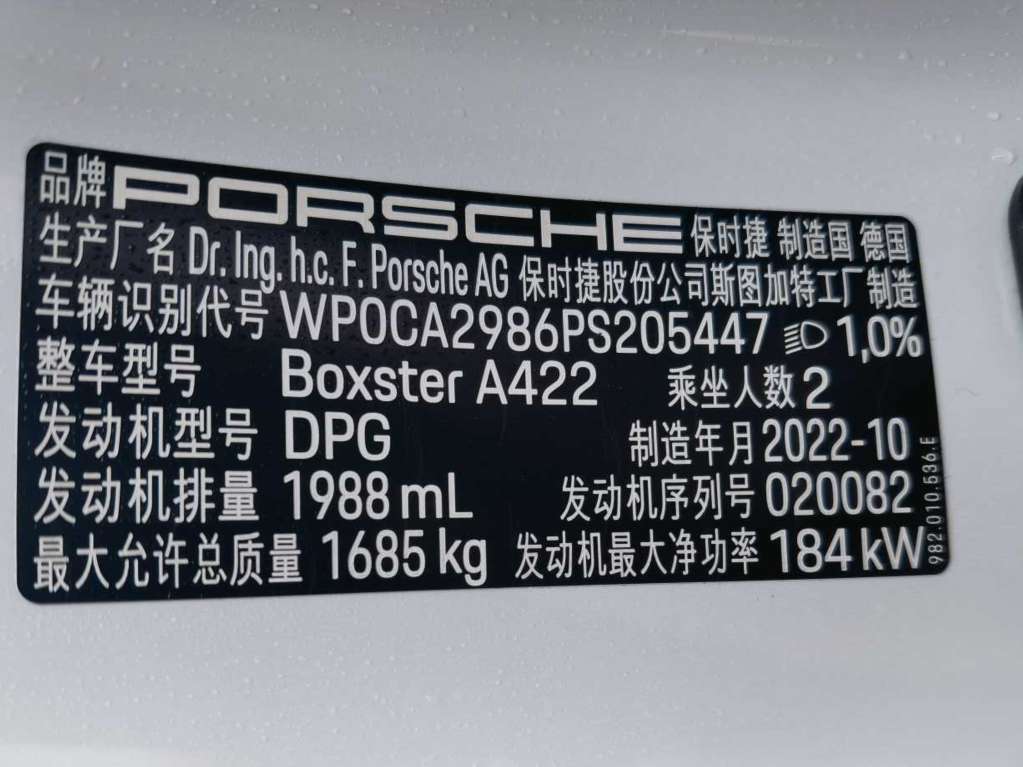 品牌 PORSCHE 保时捷 制造国 德国
生产厂名 Dr. Ing. h.c. F. Porsche AG 保时捷股份公司斯图加特工厂制造
车辆识别代号 WP0CA2986PS205447 1,0%
整车型号 Boxster A422 乘坐人数 2
发动机型号 DPG 制造年月 2022-10
发动机排量 1988 mL 发动机序列号 020082
最大允许总质量 1685 kg 发动机最大净功率 184 kW
982.010.536.E